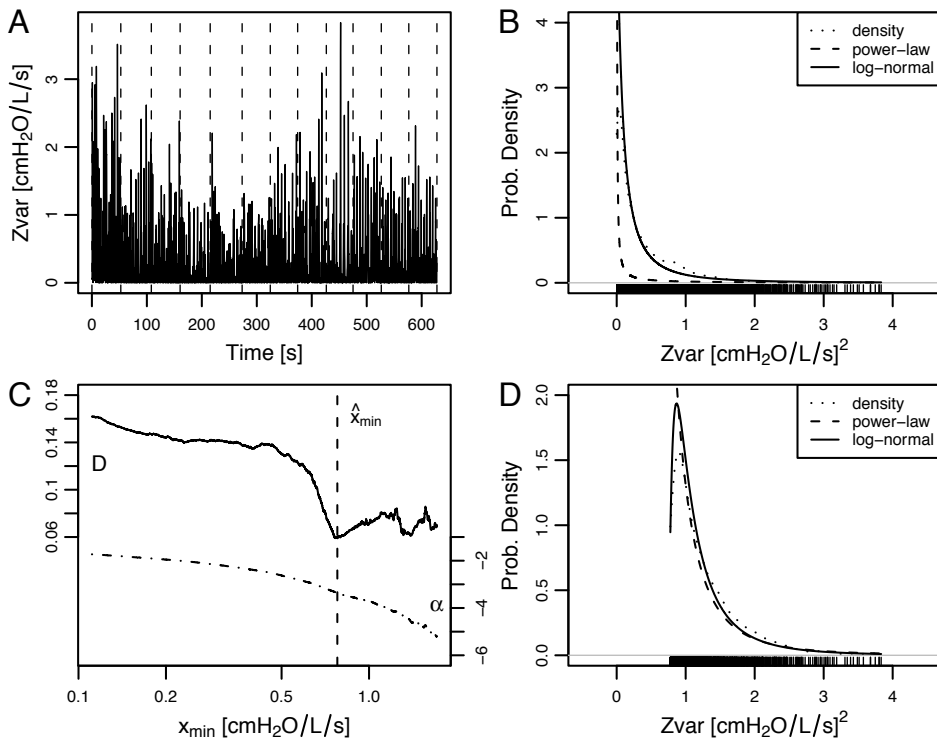 A
Zvar [cmH₂O/L/s]
0 1 2 3
0 100 200 300 400 500 600
Time [s]
B
Prob. Density
0 1 2 3 4
density
power−law
log−normal
0 1 2 3 4
Zvar [cmH₂O/L/s]²
C
0.06 0.1 0.14 0.18
D
x̂min
α
−2
−4
−6
0.1 0.2 0.5 1.0
xmin [cmH₂O/L/s]
D
Prob. Density
0.0 0.5 1.0 1.5 2.0
density
power−law
log−normal
0 1 2 3 4
Zvar [cmH₂O/L/s]²